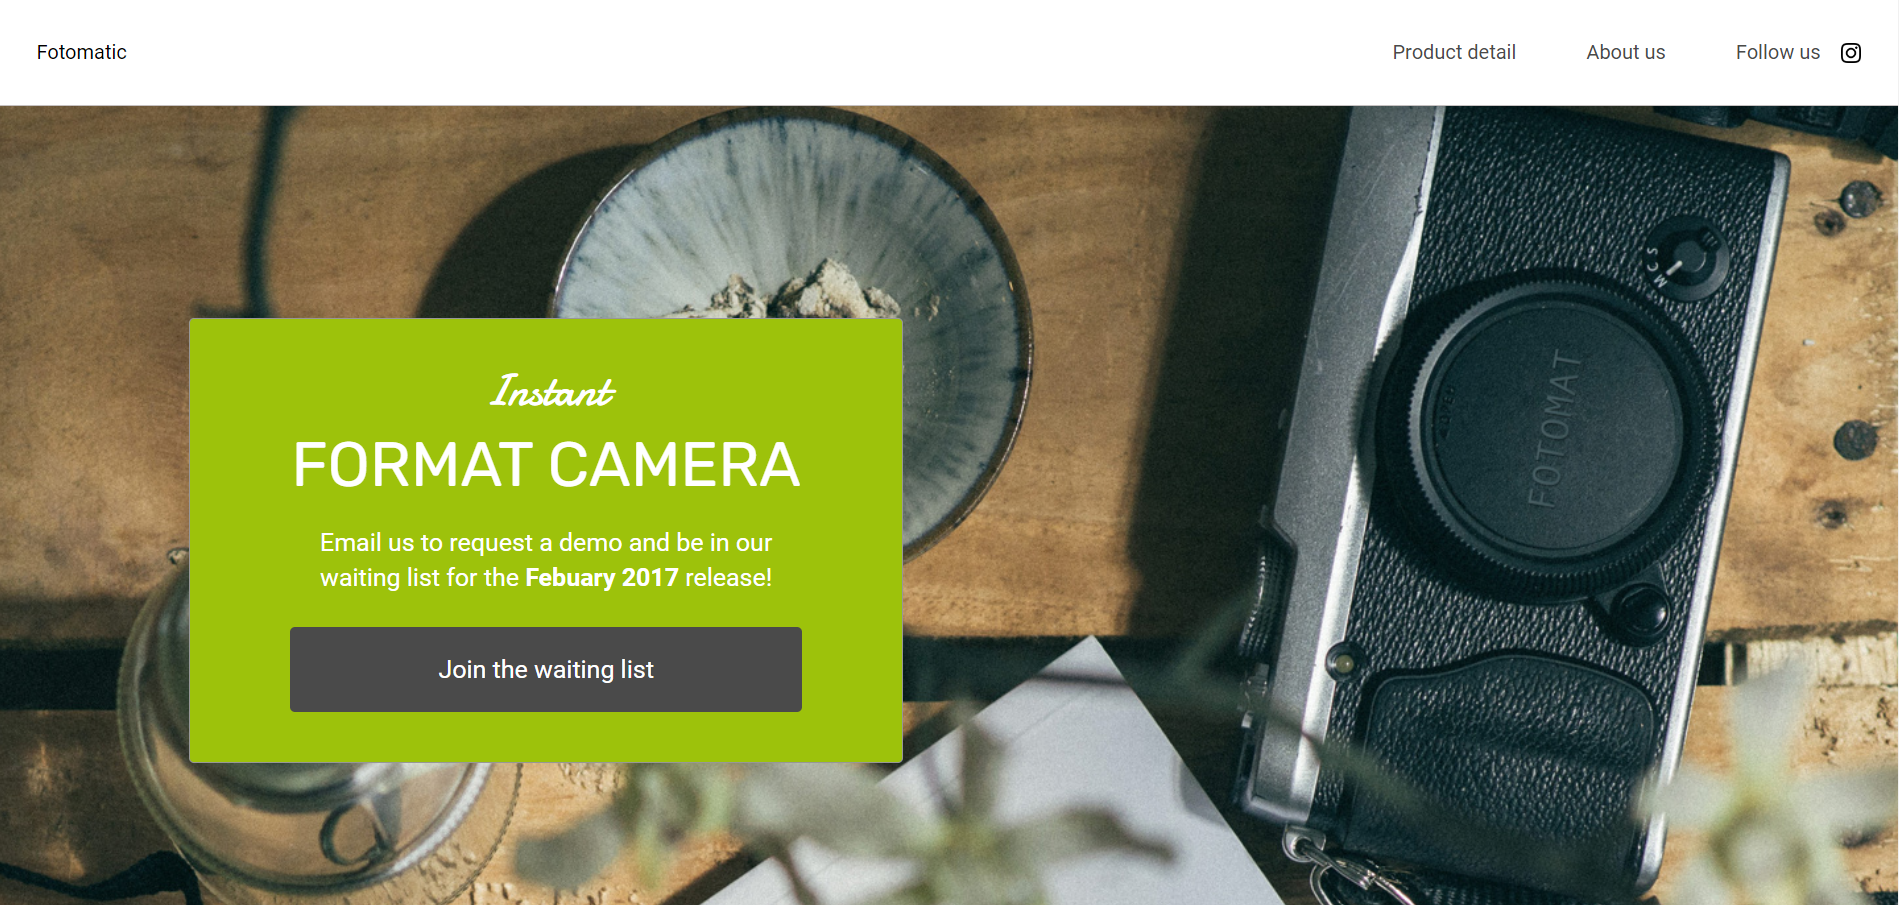 Fotomatic
Product detail
About us
Follow us
Instant
FORMAT CAMERA
Email us to request a demo and be in our
waiting list for the Febuary 2017 release!
Join the waiting list
MCS
FOTOMAT